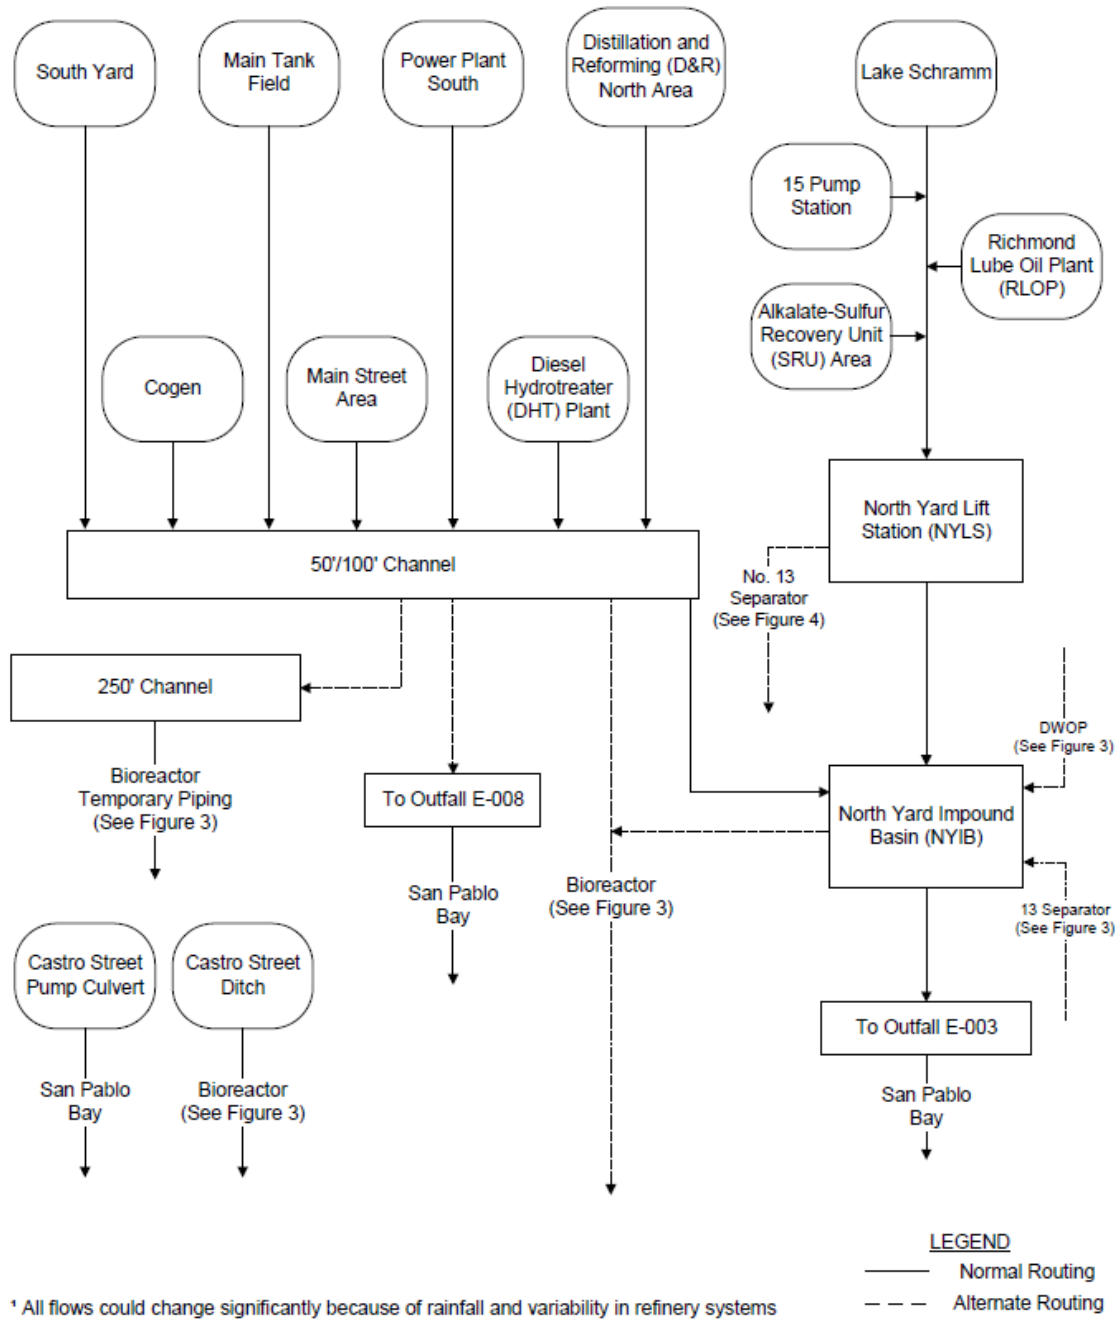 South Yard
Main Tank
Field
Power Plant
South
Distillation and
Reforming (D&R)
North Area
Lake Schramm
15 Pump
Station
Richmond
Lube Oil Plant
(RLOP)
Alkalate-Sulfur
Recovery Unit
(SRU) Area
Cogen
Main Street
Area
Diesel
Hydrotreater
(DHT) Plant
North Yard Lift
Station (NYLS)
50'/100' Channel
No. 13
Separator
(See Figure 4)
250' Channel
DWOP
(See Figure 3)
Bioreactor
Temporary Piping
(See Figure 3)
To Outfall E-008
North Yard Impound
Basin (NYIB)
San Pablo
Bay
Bioreactor
(See Figure 3)
13 Separator
(See Figure 3)
Castro Street
Pump Culvert
Castro Street
Ditch
To Outfall E-003
San Pablo
Bay
Bioreactor
(See Figure 3)
San Pablo
Bay
LEGEND
Normal Routing
Alternate Routing
¹ All flows could change significantly because of rainfall and variability in refinery systems